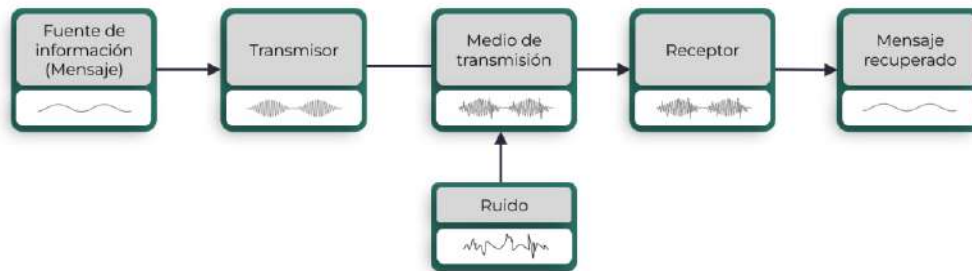 Fuente de
información
(Mensaje)
Transmisor
Medio de
transmisión
Receptor
Mensaje
recuperado
Ruido